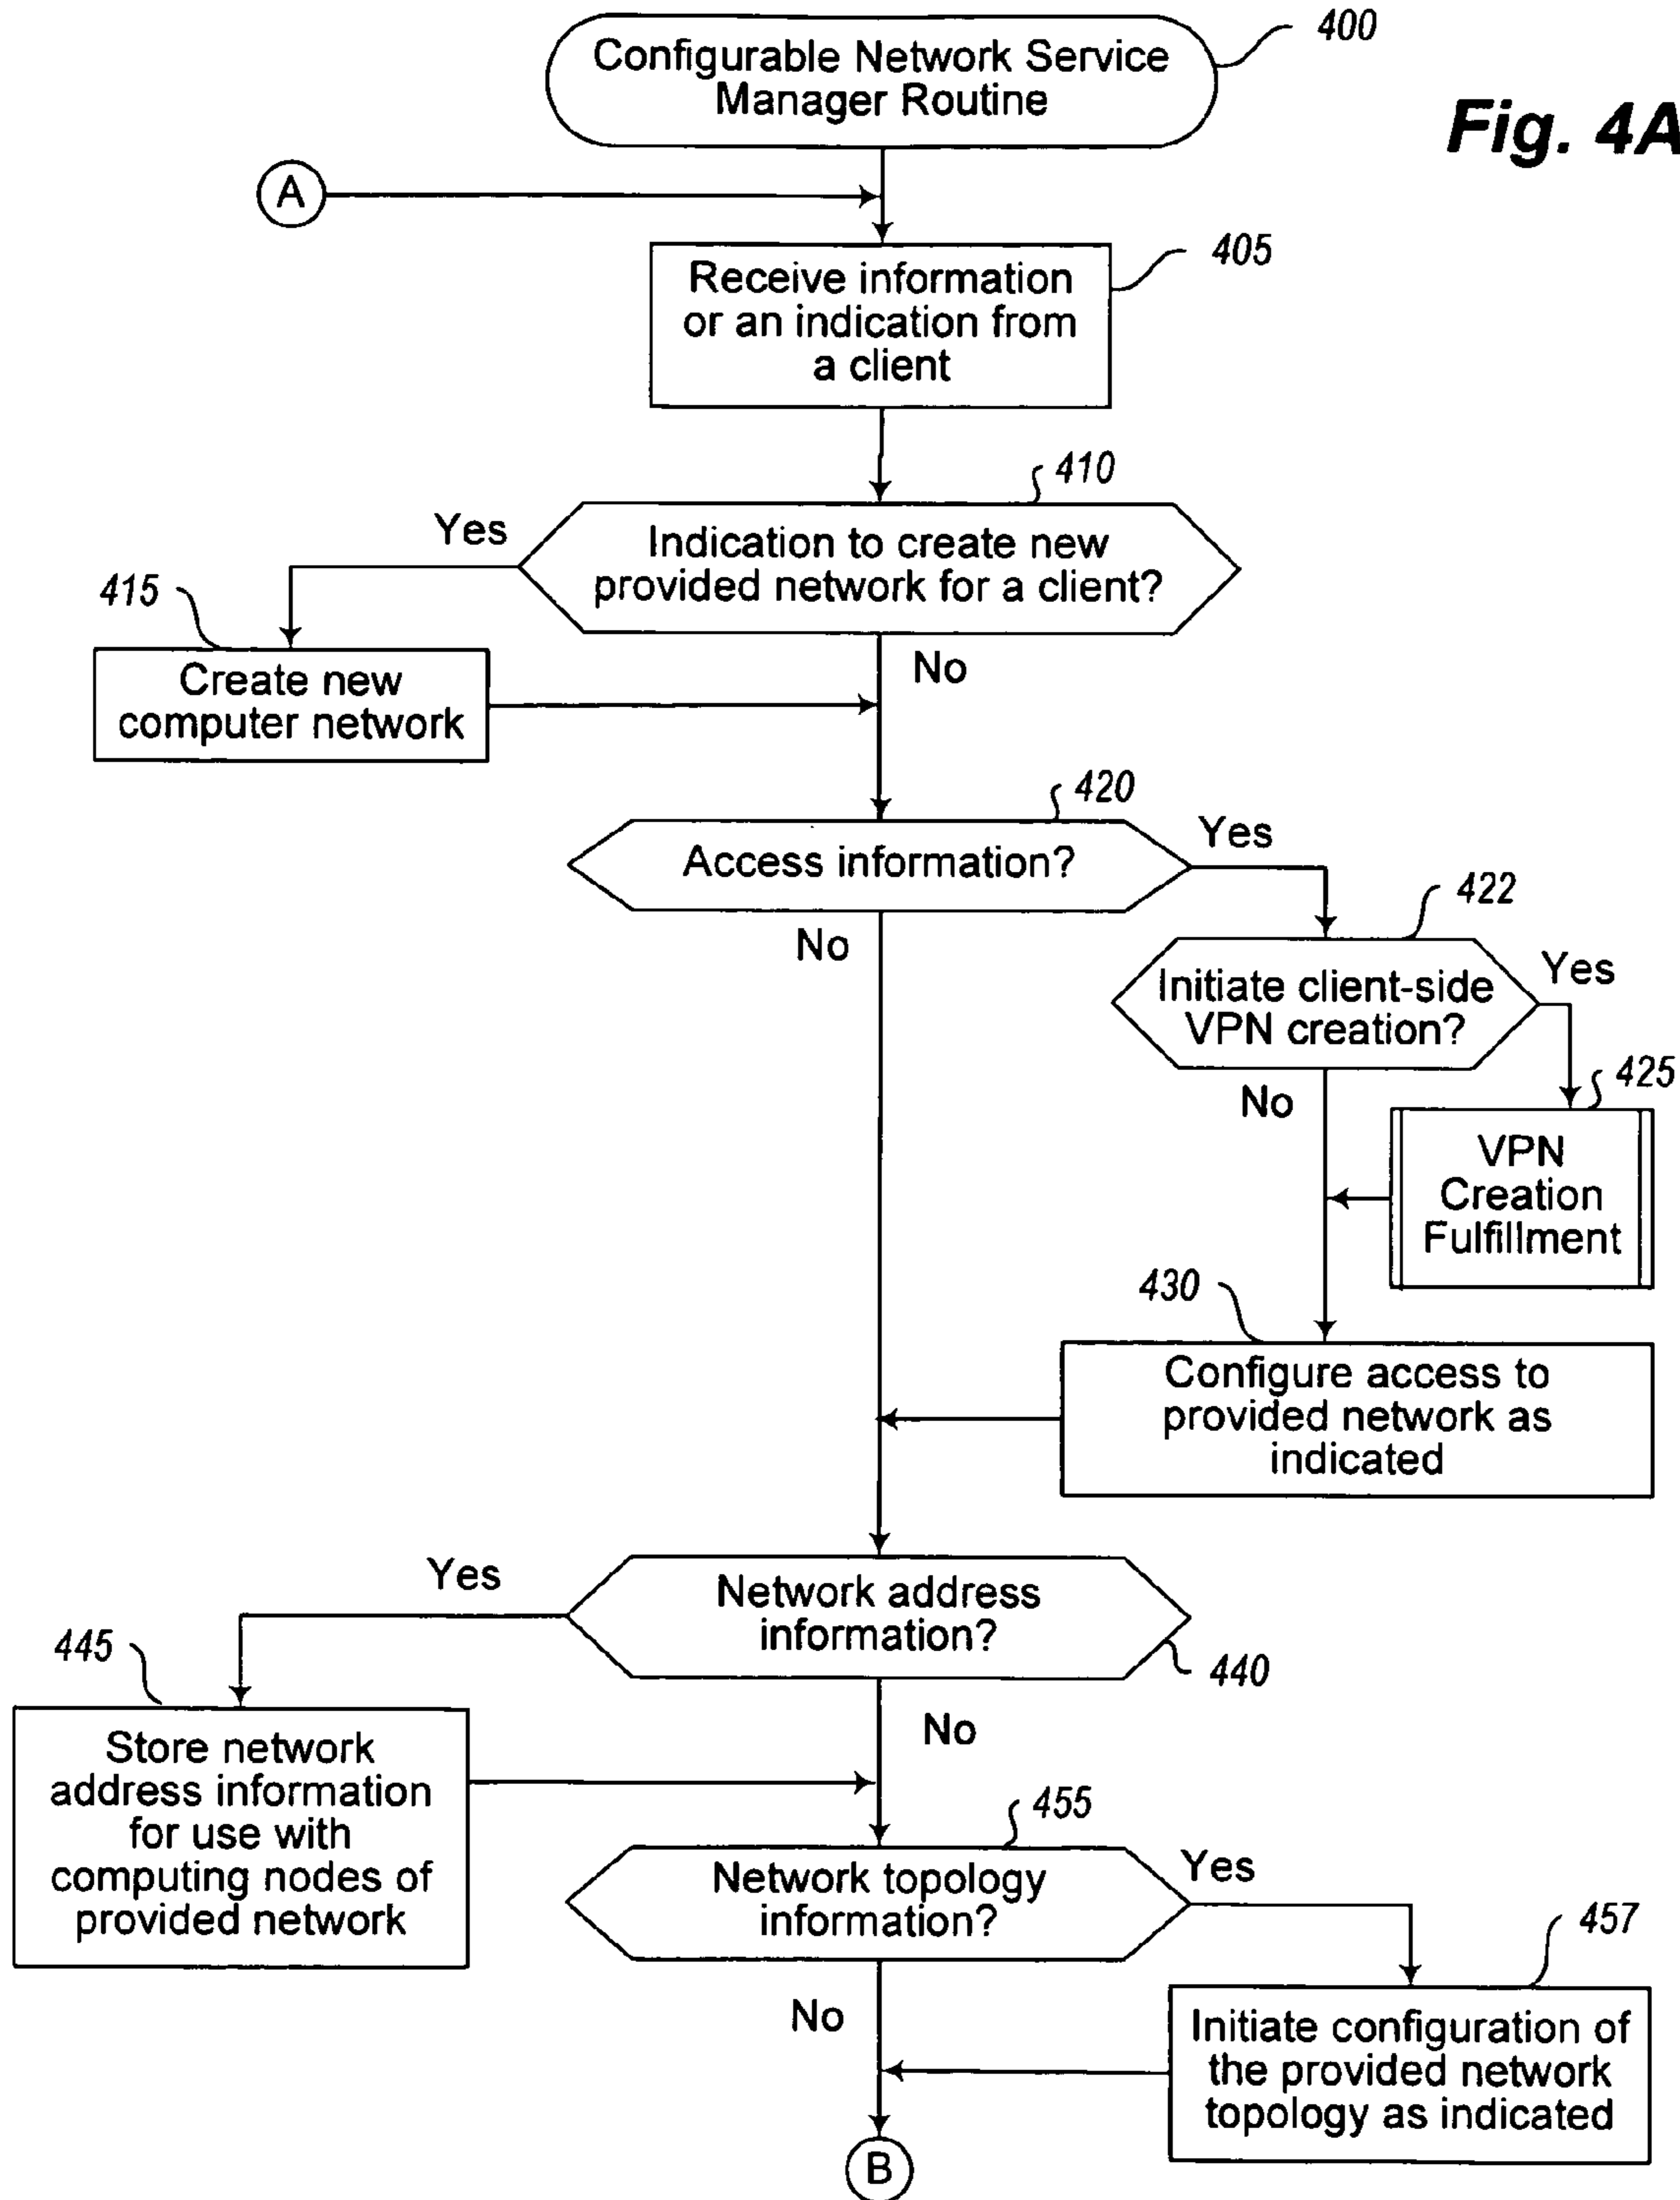 Configurable Network Service
Manager Routine
400
Fig. 4A
A
405
Receive information
or an indication from
a client
410
Yes
Indication to create new
provided network for a client?
415
No
Create new
computer network
420
Yes
Access information?
422
No
Yes
Initiate client-side
VPN creation?
425
No
VPN
Creation
Fulfillment
430
Configure access to
provided network as
indicated
Yes
Network address
information?
445
440
No
Store network
address information
for use with
computing nodes of
provided network
455
Yes
Network topology
information?
457
No
Initiate configuration of
the provided network
topology as indicated
B